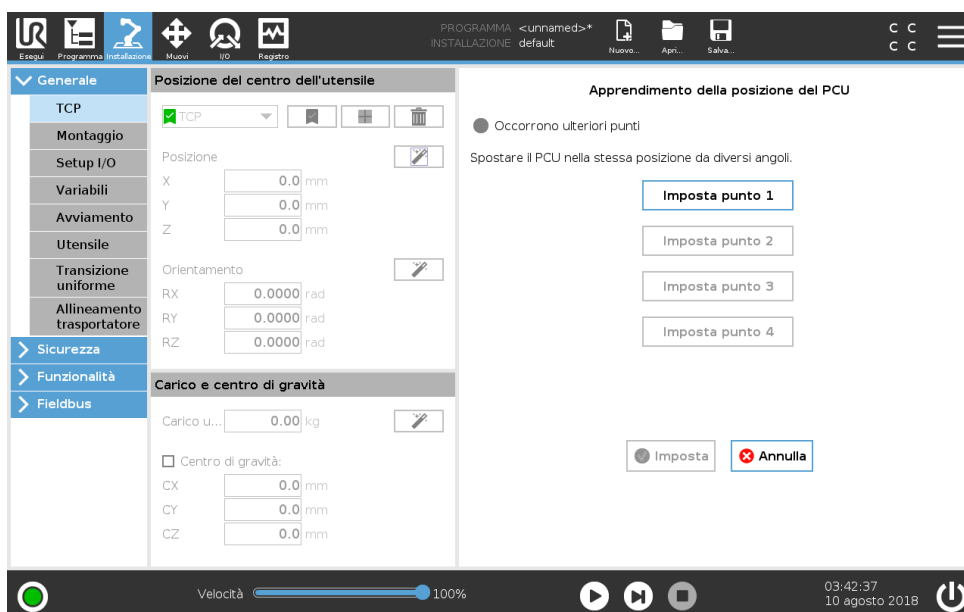 UR
PROGRAMMA <unnamed>*
INSTALLAZIONE default
Esegui Programma Installazione Muovi I/O Registro
Nuovo... Apri... Salva...
C C
C C
Generale
TCP
Montaggio
Setup I/O
Variabili
Avviamento
Utensile
Transizione
uniforme
Allineamento
trasportatore
Sicurezza
Funzionalità
Fieldbus
Posizione del centro dell'utensile
TCP
Posizione
X 0.0 mm
Y 0.0 mm
Z 0.0 mm
Orientamento
RX 0.0000 rad
RY 0.0000 rad
RZ 0.0000 rad
Carico e centro di gravità
Carico u... 0.00 kg
Centro di gravità:
CX 0.0 mm
CY 0.0 mm
CZ 0.0 mm
Apprendimento della posizione del PCU
Occorrono ulteriori punti
Spostare il PCU nella stessa posizione da diversi angoli.
Imposta punto 1
Imposta punto 2
Imposta punto 3
Imposta punto 4
Imposta Annulla
Velocità 100%
03:42:37
10 agosto 2018